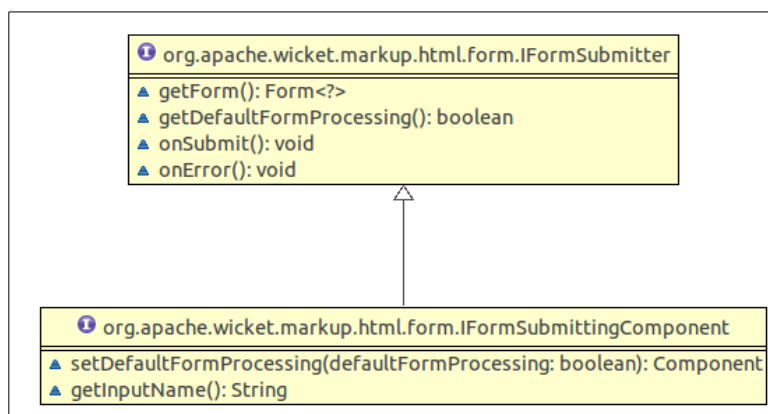 I org.apache.wicket.markup.html.form.IFormSubmitter
getForm(): Form<?>
getDefaultFormProcessing(): boolean
onSubmit(): void
onError(): void
I org.apache.wicket.markup.html.form.IFormSubmittingComponent
setDefaultFormProcessing(defaultFormProcessing: boolean): Component
getInputName(): String